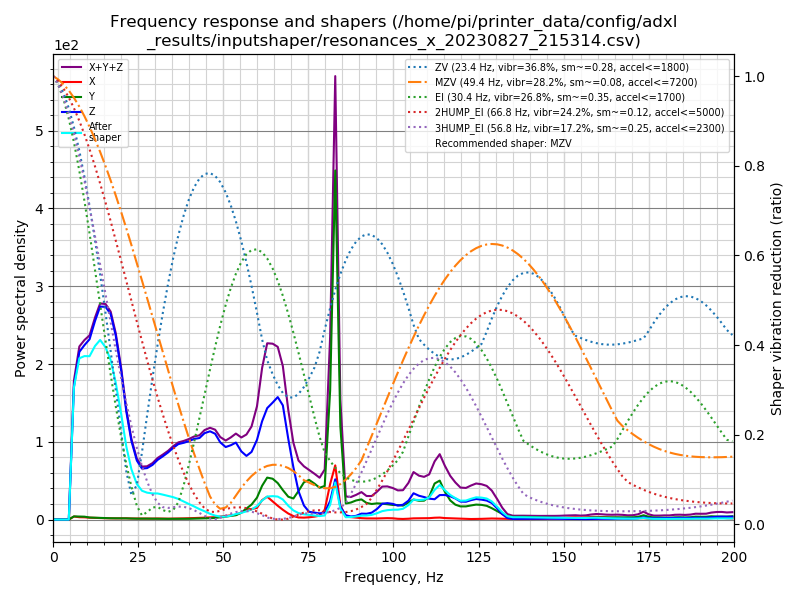 Frequency response and shapers (/home/pi/printer_data/config/adxl
_results/inputshaper/resonances_x_20230827_215314.csv)
1e2
X+Y+Z
X
Y
Z
After
shaper
ZV (23.4 Hz, vibr=36.8%, sm~=0.28, accel<=1800)
MZV (49.4 Hz, vibr=28.2%, sm~=0.08, accel<=7200)
EI (30.4 Hz, vibr=26.8%, sm~=0.35, accel<=1700)
2HUMP_EI (66.8 Hz, vibr=24.2%, sm~=0.12, accel<=5000)
3HUMP_EI (56.8 Hz, vibr=17.2%, sm~=0.25, accel<=2300)
Recommended shaper: MZV
Power spectral density
5
4
3
2
1
0
1.0
0.8
0.6
0.4
0.2
0.0
Shaper vibration reduction (ratio)
0 25 50 75 100 125 150 175 200
Frequency, Hz